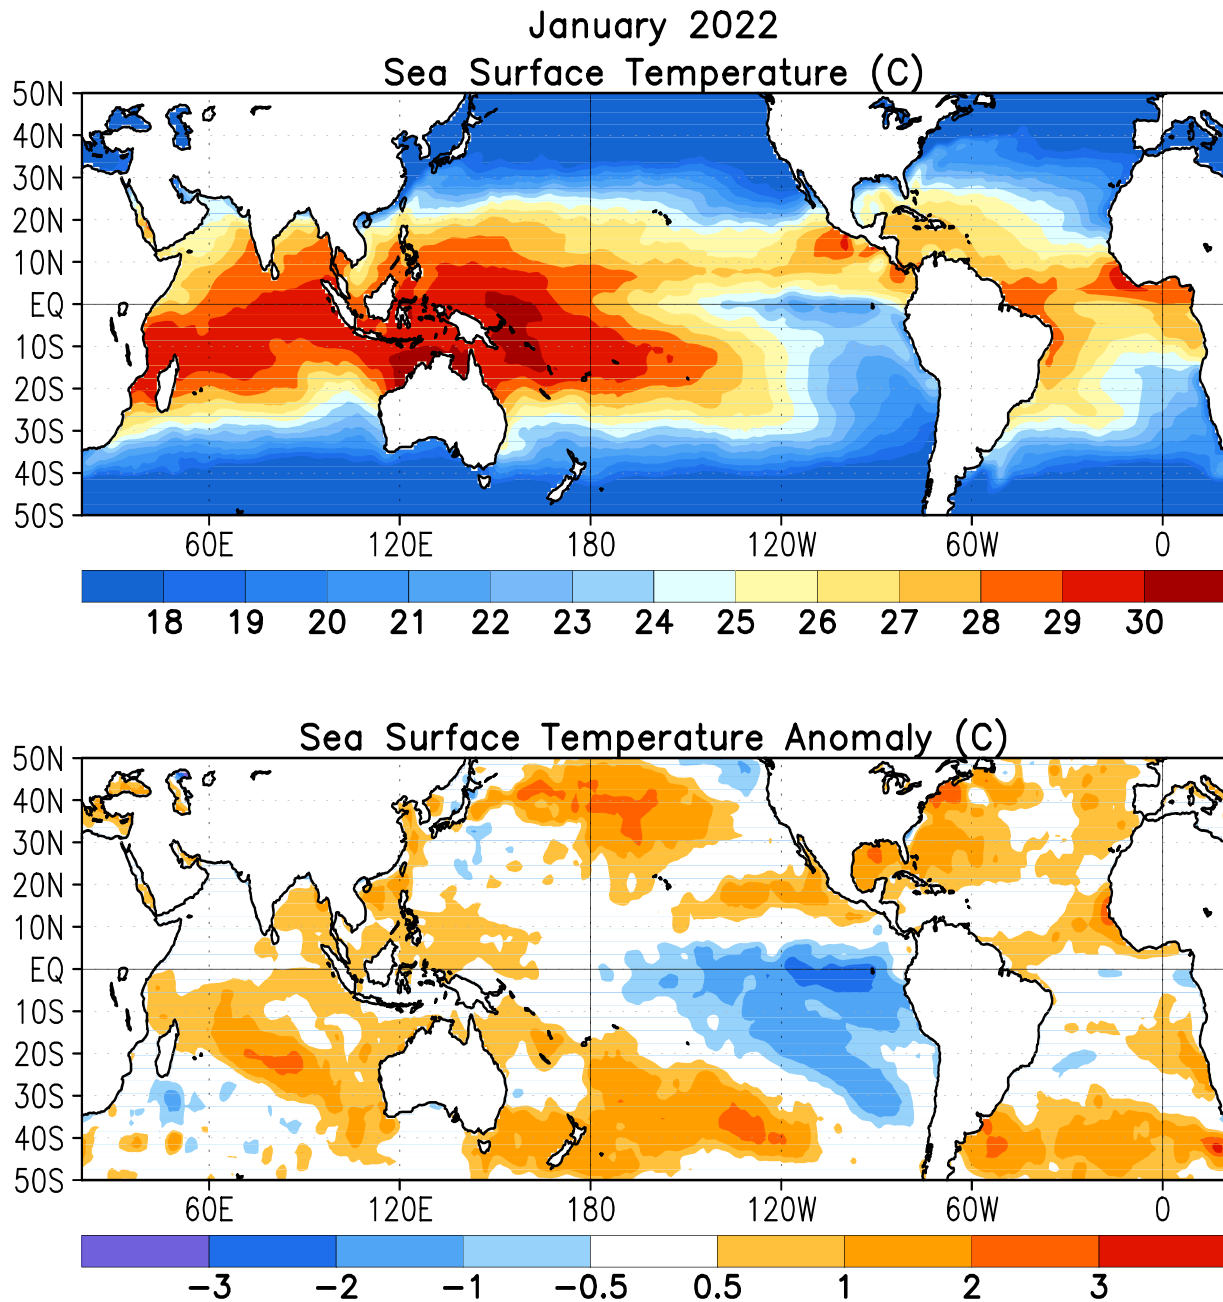 January 2022
Sea Surface Temperature (C)
50N
40N
30N
20N
10N
EQ
10S
20S
30S
40S
50S
60E 120E 180 120W 60W 0
18 19 20 21 22 23 24 25 26 27 28 29 30
Sea Surface Temperature Anomaly (C)
50N
40N
30N
20N
10N
EQ
10S
20S
30S
40S
50S
60E 120E 180 120W 60W 0
−3 −2 −1 −0.5 0.5 1 2 3